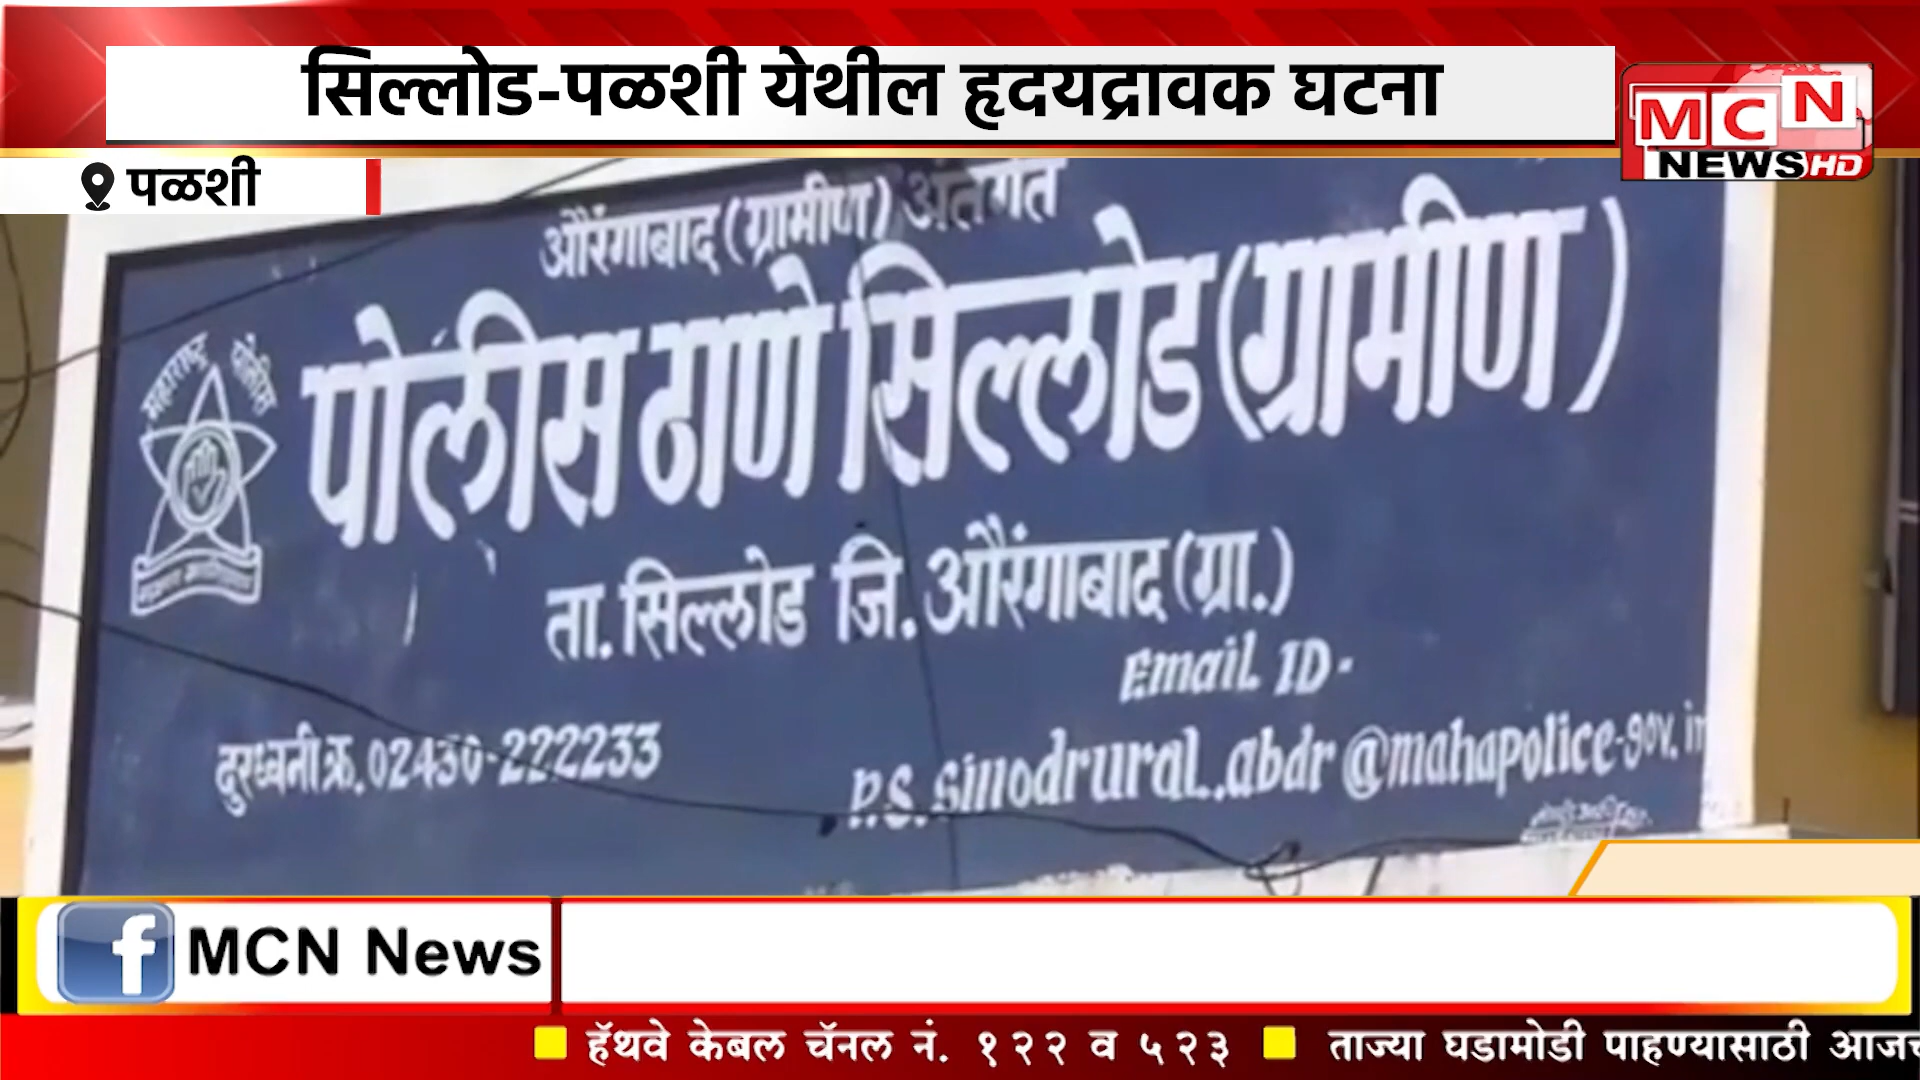 सिल्लोड-पळशी येथील हृदयद्रावक घटना
MCN
NEWS HD
पळशी
औरंगाबाद (ग्रामीण) अंतर्गत
महाराष्ट्र पोलीस
पोलीस ठाणे सिल्लोड (ग्रामीण)
ता. सिल्लोड जि. औरंगाबाद (ग्रा.)
Email. ID-
दुरध्वनी क्र. 02430-222233
P.S. sillodrural..abdr @mahapolice-gov.in
MCN News
हॅथवे केबल चॅनल नं. १२२ व ५२३ ताज्या घडामोडी पाहण्यासाठी